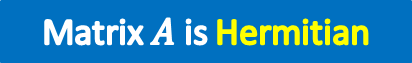 Matrix A is Hermitian